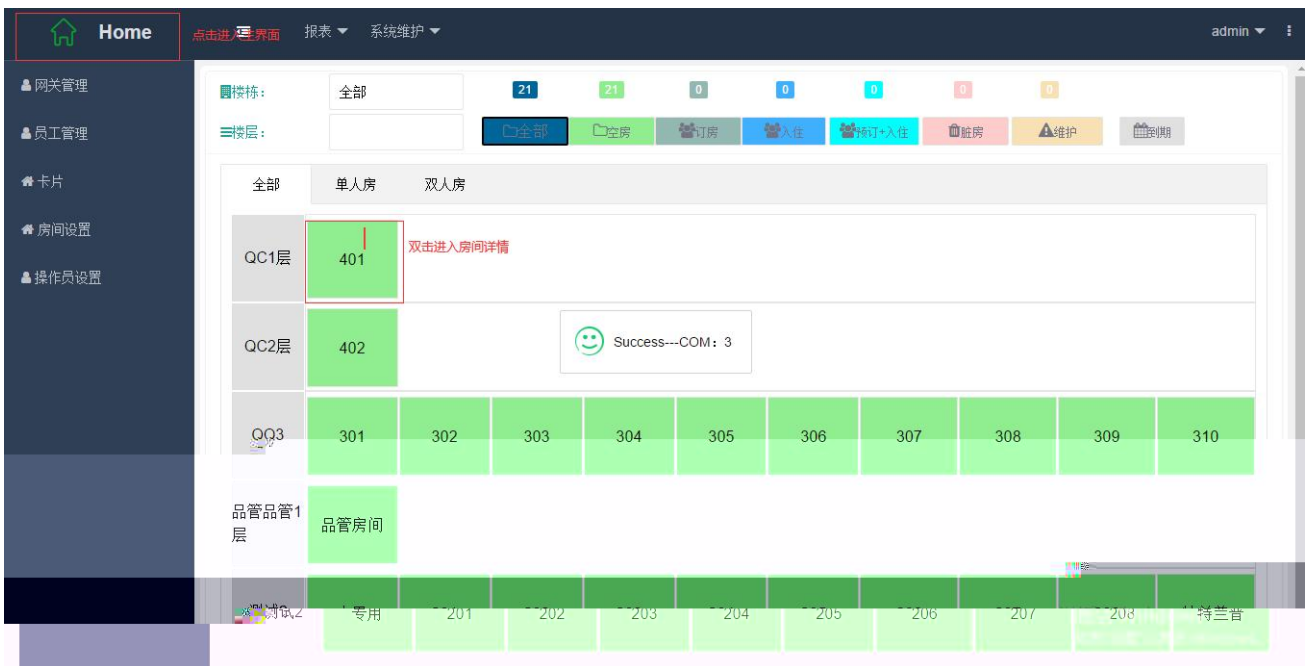 Home 点击进入主界面 报表 系统维护 admin
网关管理
员工管理
卡片
房间设置
操作员设置
楼栋： 全部 21 21 0 0 0 0 0
楼层： 全部 空房 订房 入住 预订+入住 脏房 维护 到期
全部 单人房 双人房
QC1层 401 双击进入房间详情
QC2层 402
Success---COM：3
QQ3 301 302 303 304 305 306 307 308 309 310
品管品管1
层 品管房间
专用 201 202 203 204 205 206 207 208 特兰普